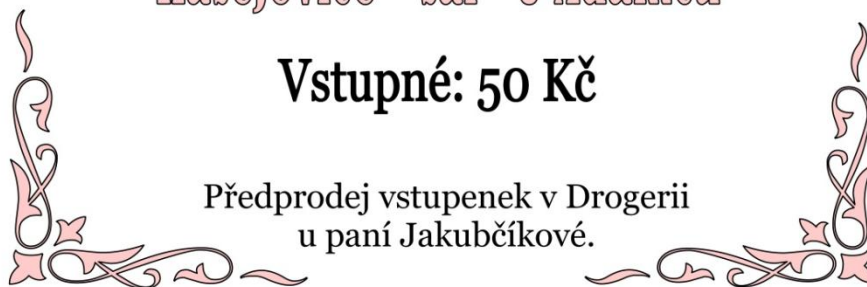 Vstupné: 50 Kč
Předprodej vstupenek v Drogerii
u paní Jakubčíkové.